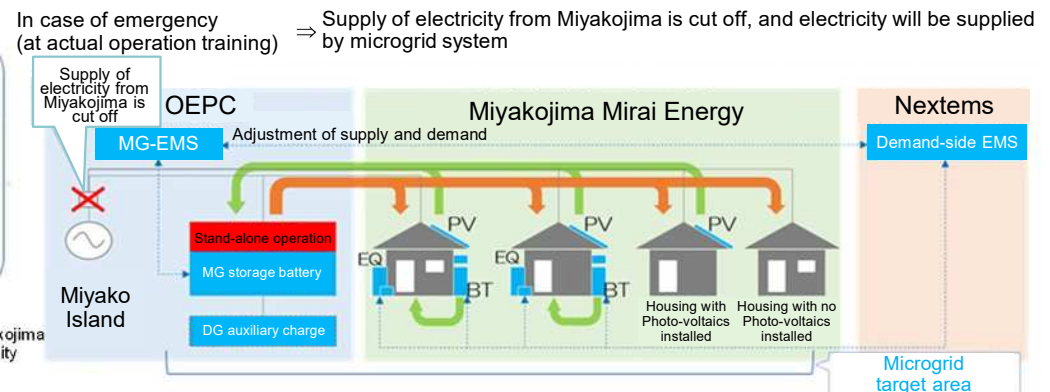 In case of emergency
(at actual operation training)
⇒
Supply of electricity from Miyakojima is cut off, and electricity will be supplied
by microgrid system
Supply of
electricity from
Miyakojima is
cut off
OEPC
Miyakojima Mirai Energy
Nextems
MG-EMS
Adjustment of supply and demand
Demand-side EMS
Stand-alone operation
MG storage battery
DG auxiliary charge
Miyako
Island
EQ
PV
BT
EQ
PV
BT
PV
Housing with
Photo-voltaics
installed
Housing with no
Photo-voltaics
installed
Microgrid
target area